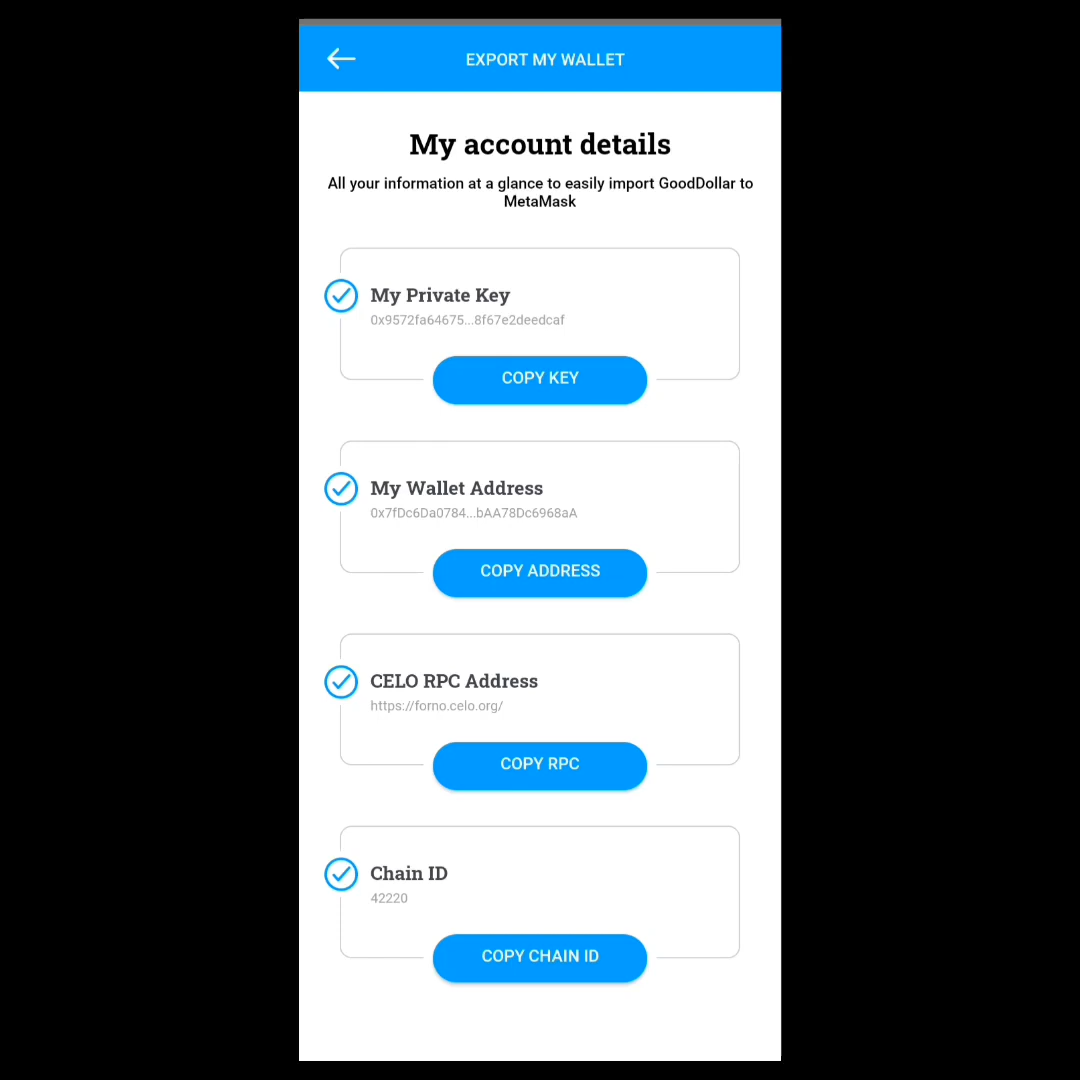 EXPORT MY WALLET
My account details
All your information at a glance to easily import GoodDollar to
MetaMask
My Private Key
0x9572fa64675...8f67e2deedcaf
COPY KEY
My Wallet Address
0x7fDc6Da0784...bAA78Dc6968aA
COPY ADDRESS
CELO RPC Address
https://forno.celo.org/
COPY RPC
Chain ID
42220
COPY CHAIN ID